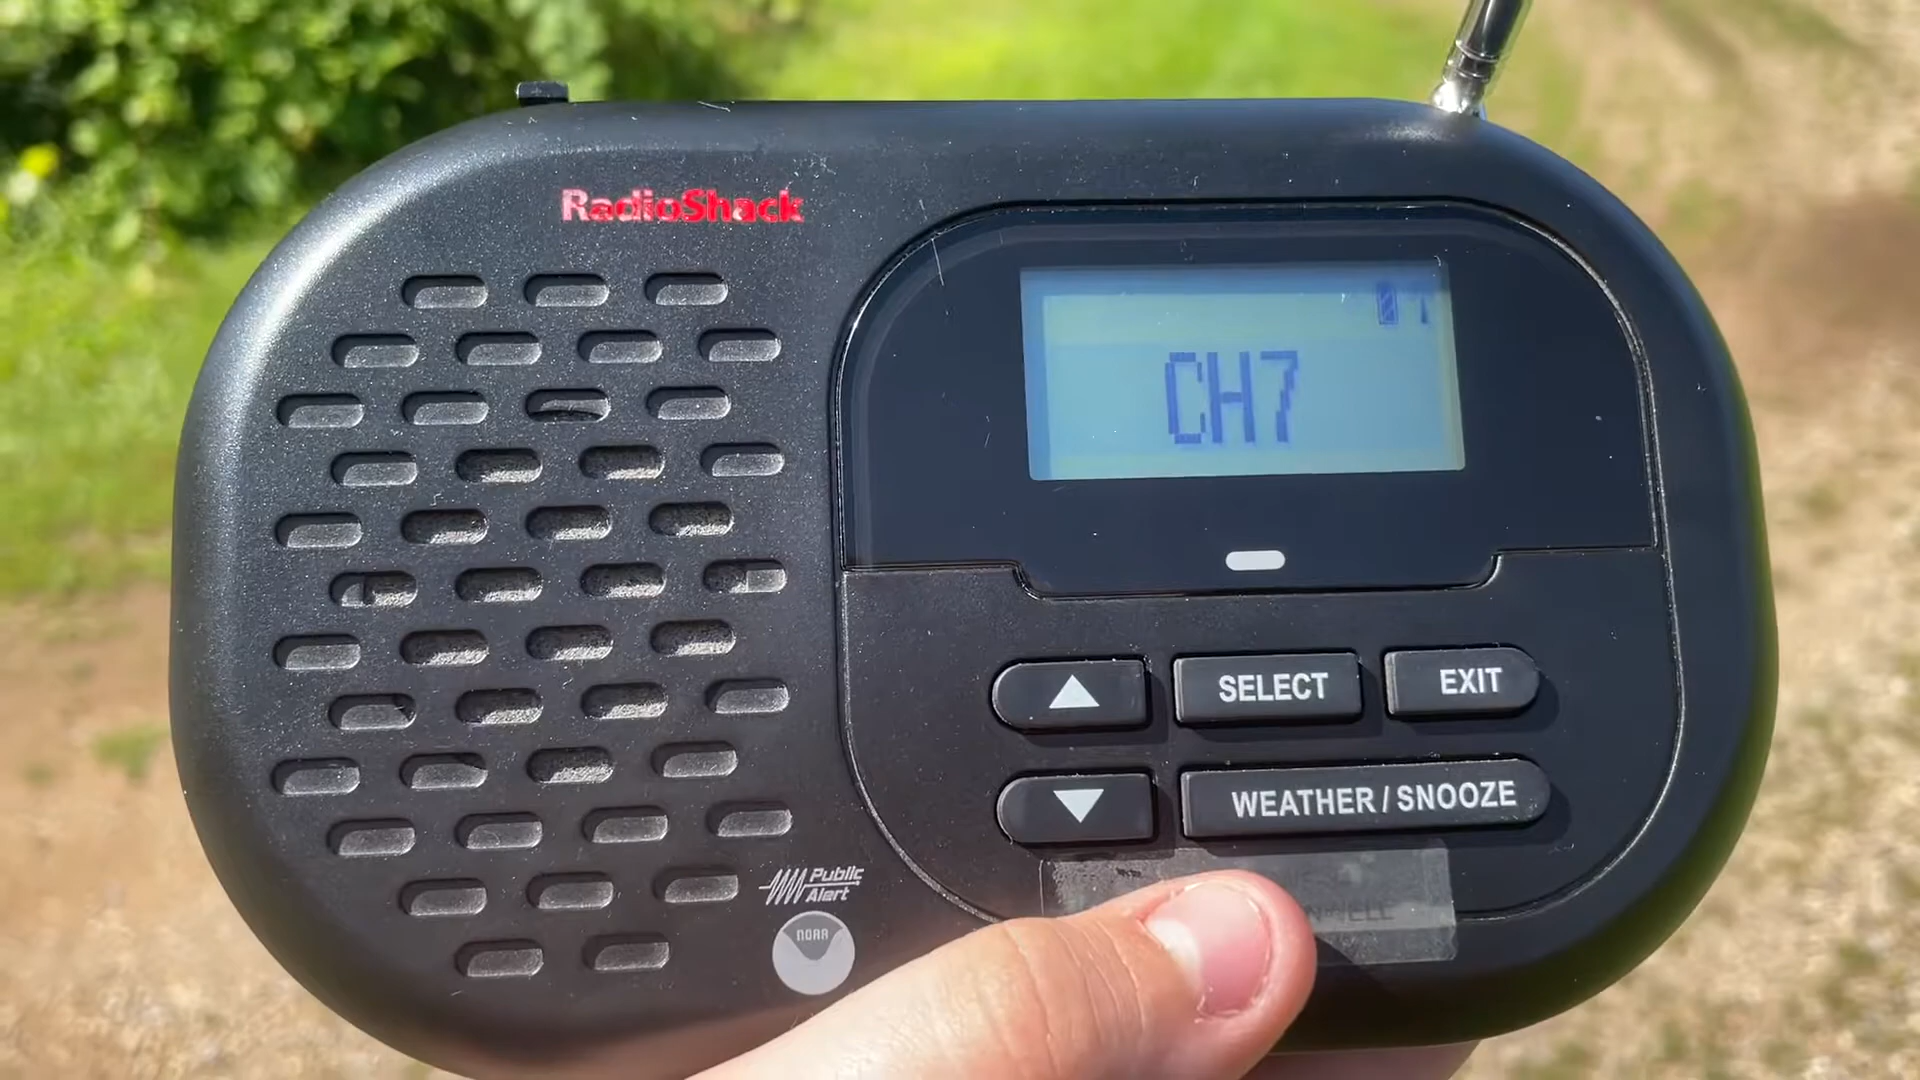 RadioShack
CH7
SELECT
EXIT
WEATHER / SNOOZE
Public
Alert
NOAA